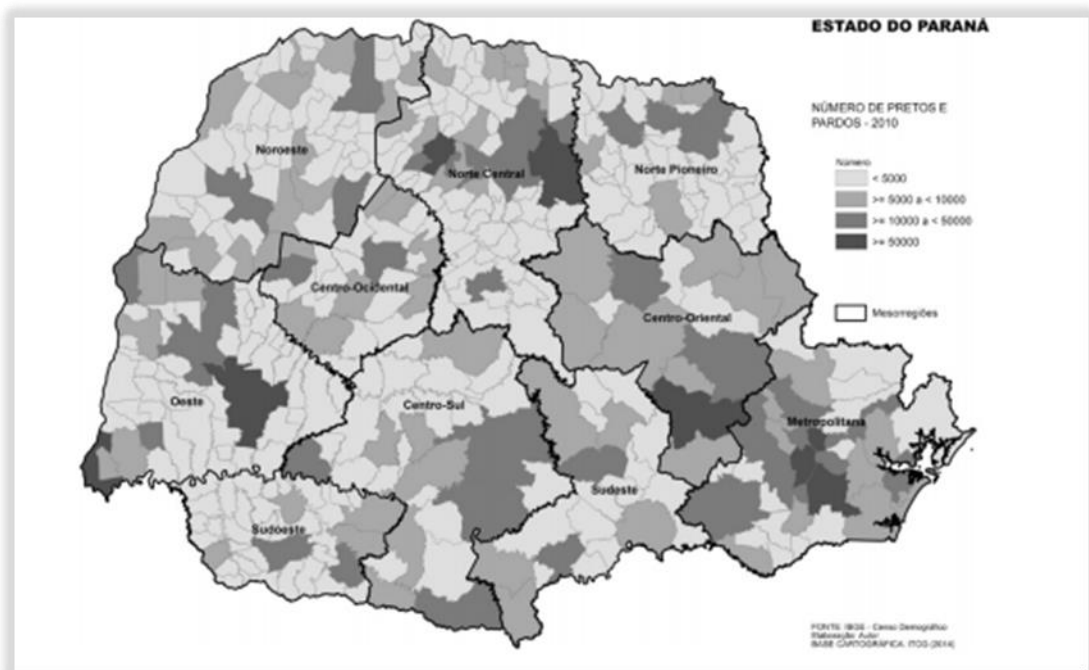 ESTADO DO PARANÁ
NÚMERO DE PRETOS E
PARDOS - 2010
Número
< 5000
>= 5000 a < 10000
>= 10000 a < 50000
>= 50000
Mesorregiões
Noroeste
Norte Central
Norte Pioneiro
Centro-Ocidental
Centro-Oriental
Oeste
Centro-Sul
Metropolitana
Sudeste
Sudoeste
FONTE: IBGE - Censo Demográfico
Elaboração: Autor
BASE CARTOGRÁFICA: ITCG (2014)